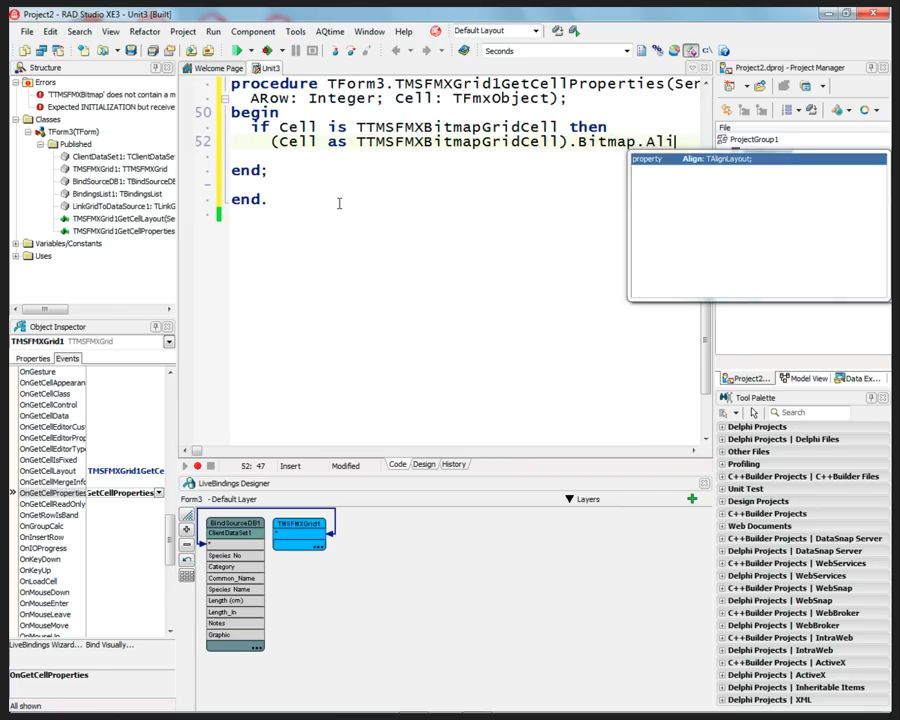 Project2 - RAD Studio XE3 - Unit3 [Built]
File Edit Search View Refactor Project Run Component Tools AQtime Window Help
Default Layout
Seconds
Structure
Errors
Expected INITIALIZATION but receive
Classes
TForm3(TForm)
Published
ClientDataSet1: TClientDataSe
TMSFMXGrid1: TTMSFMXGrid
BindSourceDB1: TBindSourceDB
BindingsList1: TBindingsList
LinkGridToDataSource1: TLinkG
TMSFMXGrid1GetCellLayout(Se
TMSFMXGrid1GetCellProperties
Variables/Constants
Uses
Object Inspector
TMSFMXGrid1 TTMSFMXGrid
Properties Events
OnGesture
OnGetCellAppearan
OnGetCellClass
OnGetCellControl
OnGetCellData
OnGetCellEditorCus
OnGetCellEditorProp
OnGetCellEditorType
OnGetCellIsFixed
OnGetCellLayout TMSFMXGrid1GetCe
OnGetCellMergeInfo
OnGetCellProperties GetCellProperties
OnGetCellReadOnly
OnGetRowIsBand
OnGroupCalc
OnInsertRow
OnIOProgress
OnKeyDown
OnKeyUp
OnLoadCell
OnMouseDown
OnMouseEnter
OnMouseLeave
OnMouseMove
OnMouseUp
LiveBindings Wizard... Bind Visually...
OnGetCellProperties
All shown
Welcome Page Unit3
procedure TForm3.TMSFMXGrid1GetCellProperties(Ser
ARow: Integer; Cell: TFmxObject);
50 begin
if Cell is TTMSFMXBitmapGridCell then
52 (Cell as TTMSFMXBitmapGridCell).Bitmap.Ali
end;
end.
property Align: TAlignLayout;
52: 47 Insert Modified Code Design History
LiveBindings Designer
Form3 - Default Layer
Layers
BindSourceDB1
ClientDataSet1
*
Species No
Category
Common_Name
Species Name
Length (cm)
Length_In
Notes
Graphic
TMSFMXGrid1
*
Project2.dproj - Project Manager
File
ProjectGroup1
Project2... Model View Data Ex...
Tool Palette
Search
Delphi Projects
Delphi Projects | Delphi Files
Other Files
Profiling
C++Builder Projects | C++Builder Files
Unit Test
Design Projects
C++Builder Projects
Web Documents
C++Builder Projects | DataSnap Server
Delphi Projects | DataSnap Server
C++Builder Projects | WebServices
Delphi Projects | WebServices
C++Builder Projects | WebSnap
Delphi Projects | WebSnap
C++Builder Projects | WebBroker
Delphi Projects | WebBroker
C++Builder Projects | IntraWeb
Delphi Projects | IntraWeb
C++Builder Projects | ActiveX
Delphi Projects | ActiveX
Delphi Projects | Inheritable Items
Delphi Projects | XML